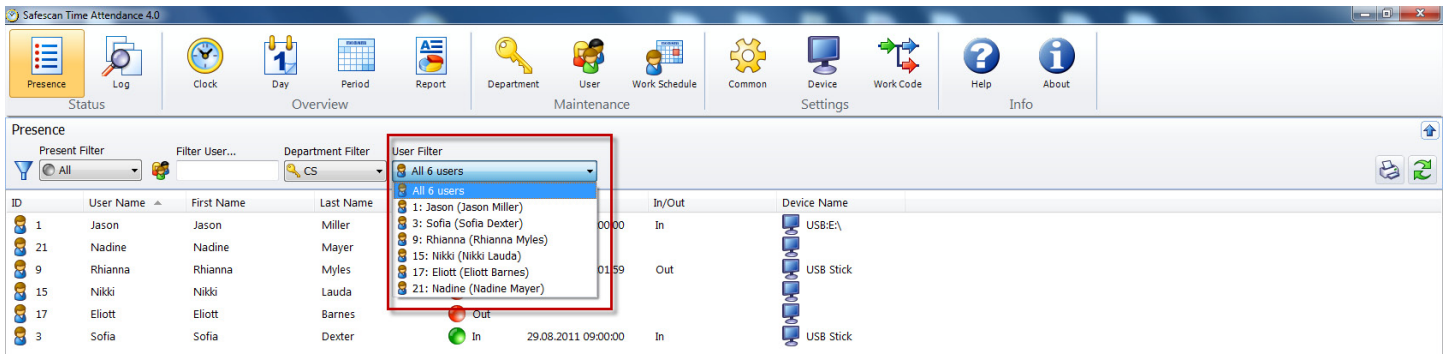 Safescan Time Attendance 4.0
Presence Log Clock Day Period Report Department User Work Schedule Common Device Work Code Help About
Status Overview Maintenance Settings Info
Presence
Present Filter Filter User... Department Filter User Filter
All CS All 6 users
ID User Name First Name Last Name In/Out Device Name
All 6 users
1: Jason (Jason Miller)
3: Sofia (Sofia Dexter)
9: Rhianna (Rhianna Myles)
15: Nikki (Nikki Lauda)
17: Eliott (Eliott Barnes)
21: Nadine (Nadine Mayer)
1 Jason Jason Miller 00:00 In USB:E:\
21 Nadine Nadine Mayer
9 Rhianna Rhianna Myles 01:59 Out USB Stick
15 Nikki Nikki Lauda
17 Eliott Eliott Barnes Out
3 Sofia Sofia Dexter In 29.08.2011 09:00:00 In USB Stick